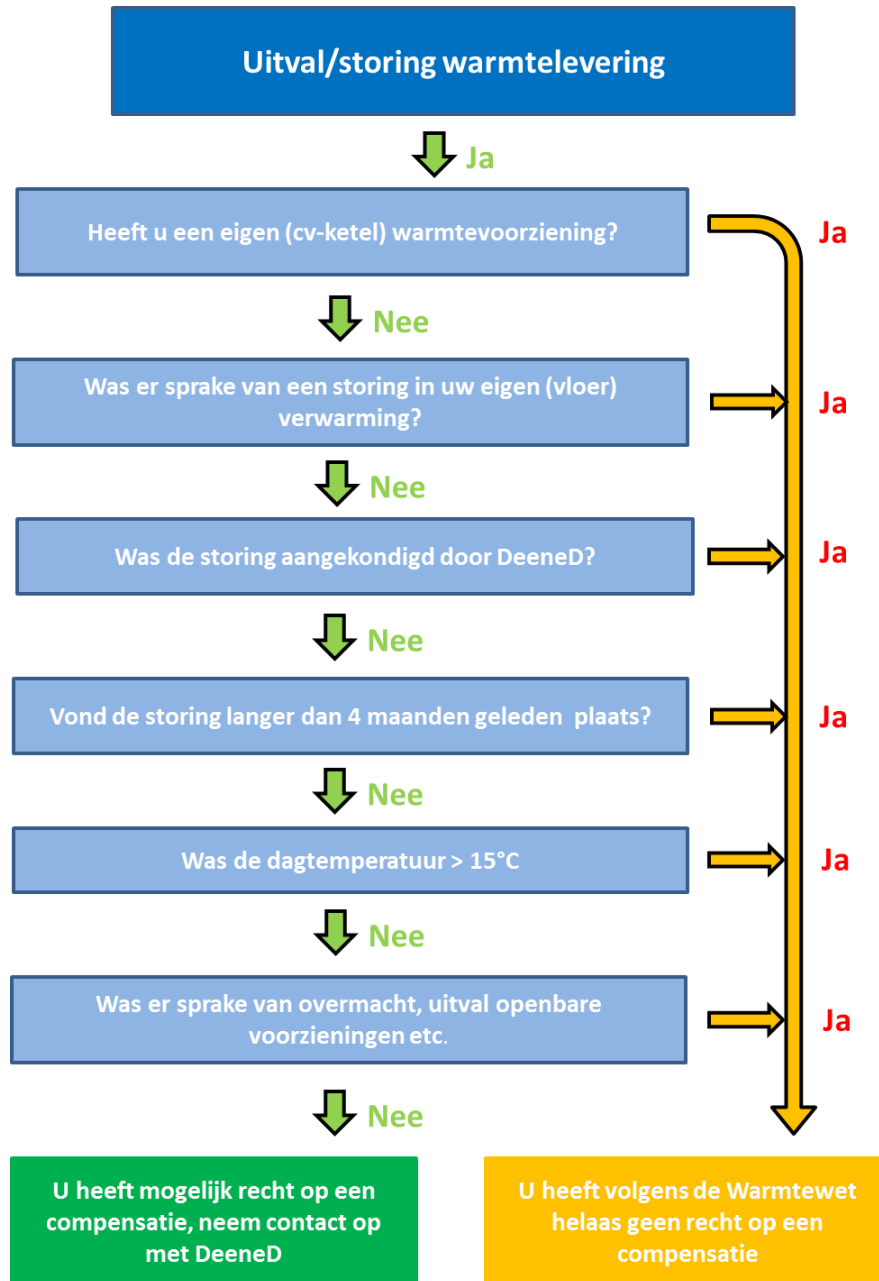 Uitval/storing warmtelevering
Ja
Heeft u een eigen (cv-ketel) warmtevoorziening?
Ja
Nee
Was er sprake van een storing in uw eigen (vloer)
verwarming?
Ja
Nee
Was de storing aangekondigd door DeeneD?
Ja
Nee
Vond de storing langer dan 4 maanden geleden plaats?
Ja
Nee
Was de dagtemperatuur > 15°C
Ja
Nee
Was er sprake van overmacht, uitval openbare
voorzieningen etc.
Ja
Nee
U heeft mogelijk recht op een
compensatie, neem contact op
met DeeneD
U heeft volgens de Warmtewet
helaas geen recht op een
compensatie